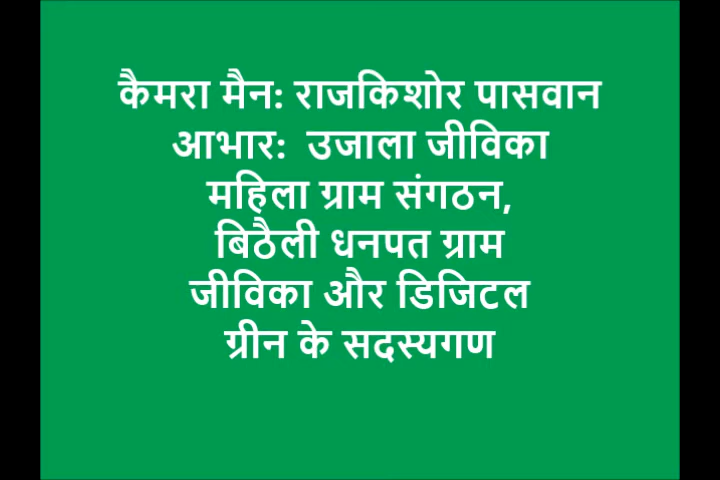 कैमरा मैन: राजकिशोर पासवान
आभार:  उजाला जीविका
महिला ग्राम संगठन,
बिठैली धनपत ग्राम
जीविका और डिजिटल
ग्रीन के सदस्यगण